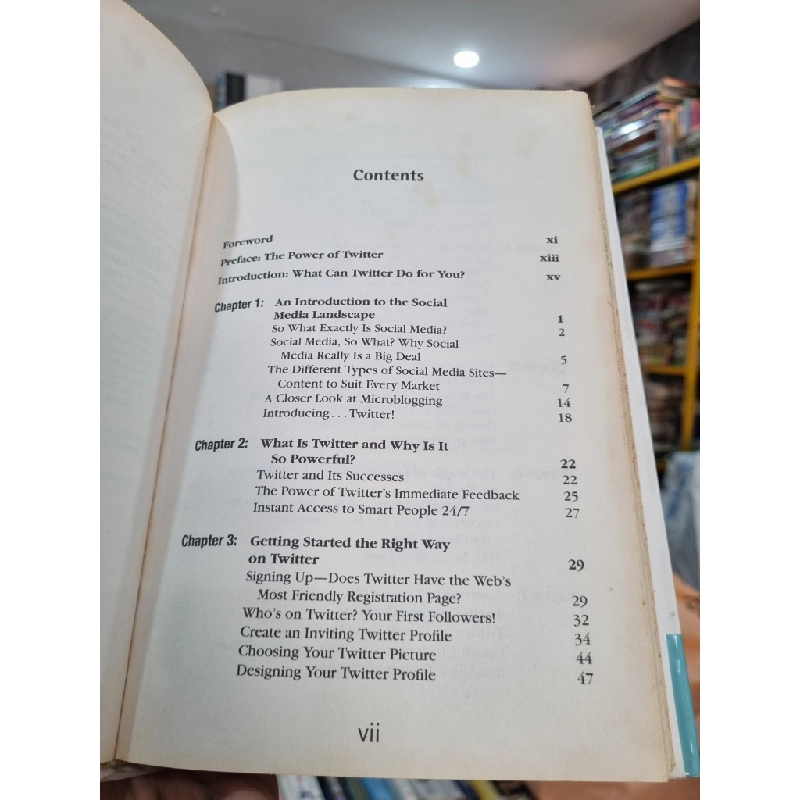 Contents
Foreword xi
Preface: The Power of Twitter xiii
Introduction: What Can Twitter Do for You? xv
Chapter 1: An Introduction to the Social
Media Landscape 1
So What Exactly Is Social Media? 2
Social Media, So What? Why Social
Media Really Is a Big Deal 5
The Different Types of Social Media Sites—
Content to Suit Every Market 7
A Closer Look at Microblogging 14
Introducing . . . Twitter! 18
Chapter 2: What Is Twitter and Why Is It
So Powerful? 22
Twitter and Its Successes 22
The Power of Twitter's Immediate Feedback 25
Instant Access to Smart People 24/7 27
Chapter 3: Getting Started the Right Way
on Twitter 29
Signing Up—Does Twitter Have the Web's
Most Friendly Registration Page? 29
Who's on Twitter? Your First Followers! 32
Create an Inviting Twitter Profile 34
Choosing Your Twitter Picture 44
Designing Your Twitter Profile 47
vii